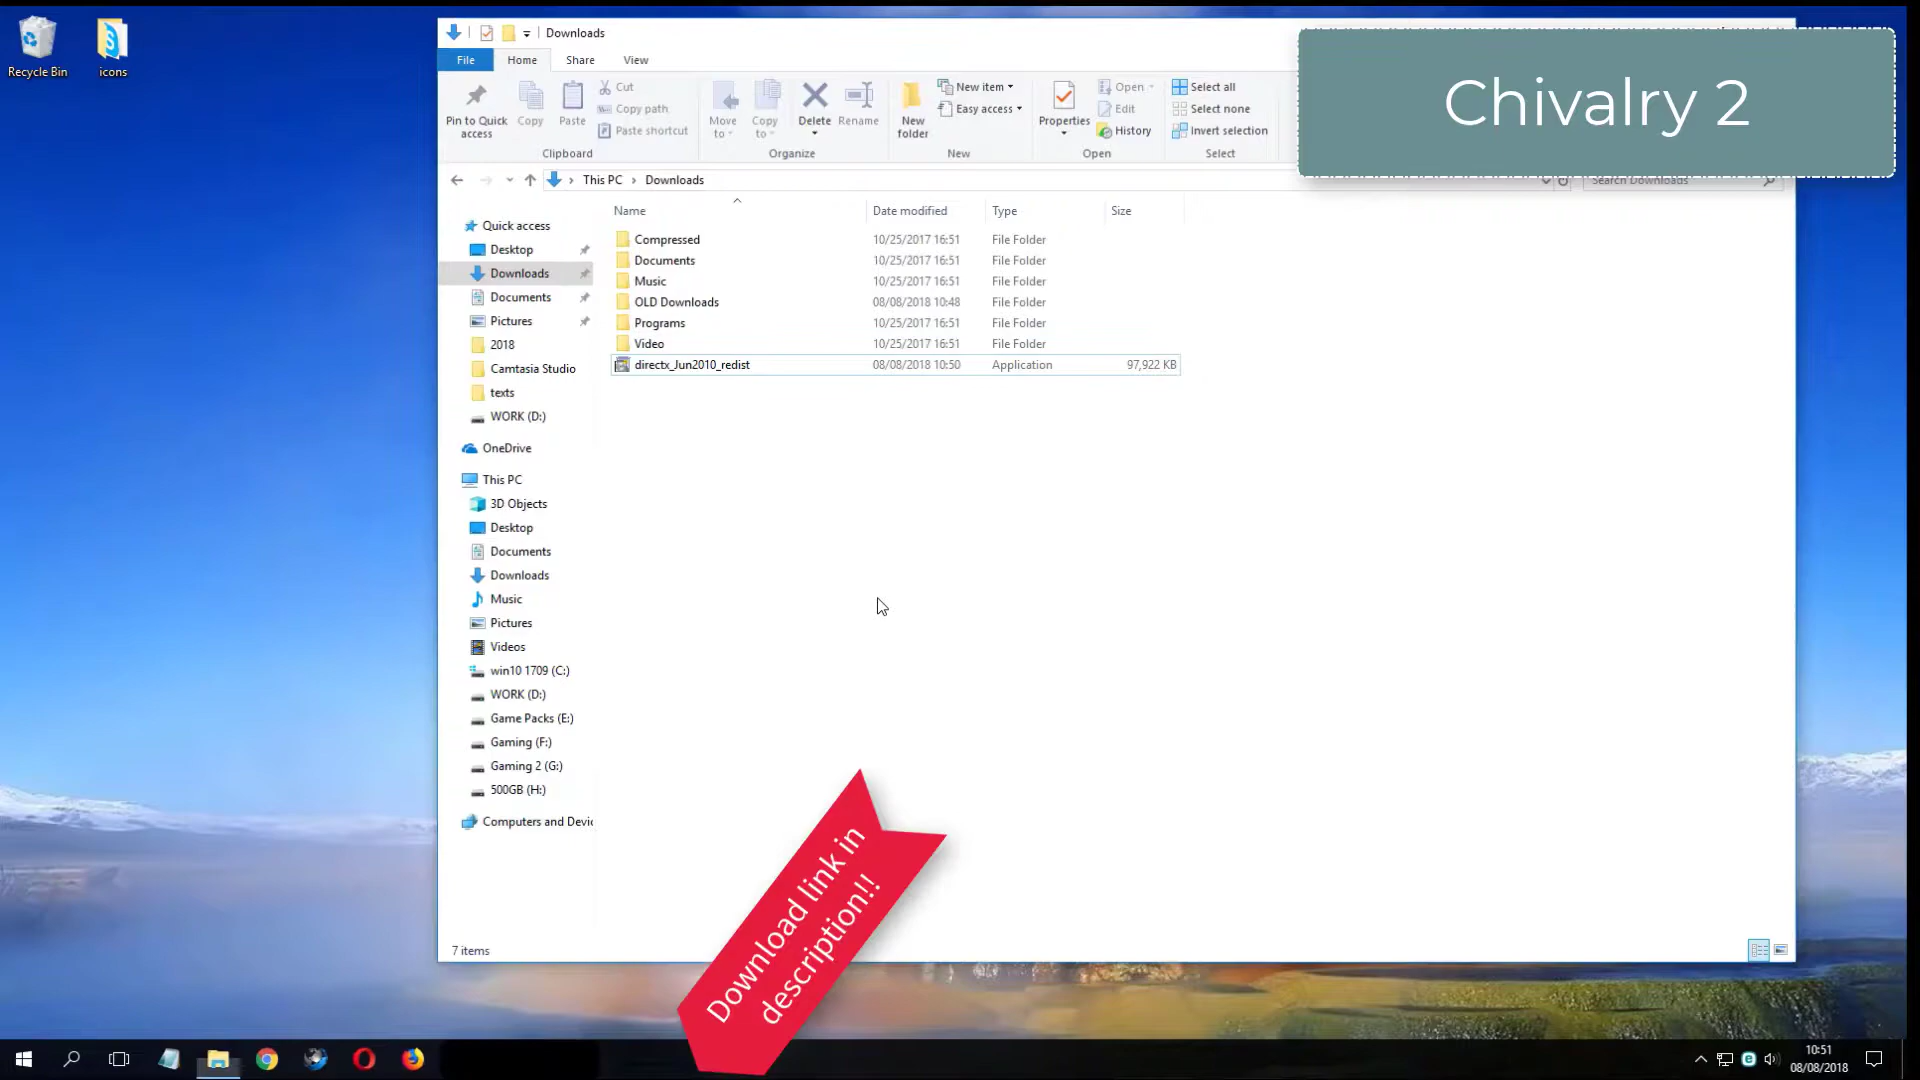 Recycle Bin
icons
Downloads
File
Home
Share
View
Pin to Quick
access
Copy
Paste
Cut
Copy path
Paste shortcut
Clipboard
Move
to
Copy
to
Delete
Rename
Organize
New
folder
New item
Easy access
New
Properties
Open
Edit
History
Open
Select all
Select none
Invert selection
Select
Chivalry 2
This PC
Downloads
Search Downloads
Name
Date modified
Type
Size
Compressed
10/25/2017 16:51
File Folder
Documents
10/25/2017 16:51
File Folder
Music
10/25/2017 16:51
File Folder
OLD Downloads
08/08/2018 10:48
File Folder
Programs
10/25/2017 16:51
File Folder
Video
10/25/2017 16:51
File Folder
directx_Jun2010_redist
08/08/2018 10:50
Application
97,922 KB
Quick access
Desktop
Downloads
Documents
Pictures
2018
Camtasia Studio
texts
WORK (D:)
OneDrive
This PC
3D Objects
Desktop
Documents
Downloads
Music
Pictures
Videos
win10 1709 (C:)
WORK (D:)
Game Packs (E:)
Gaming (F:)
Gaming 2 (G:)
500GB (H:)
Computers and Devi
7 items
Download link in
description!!
10:51
08/08/2018